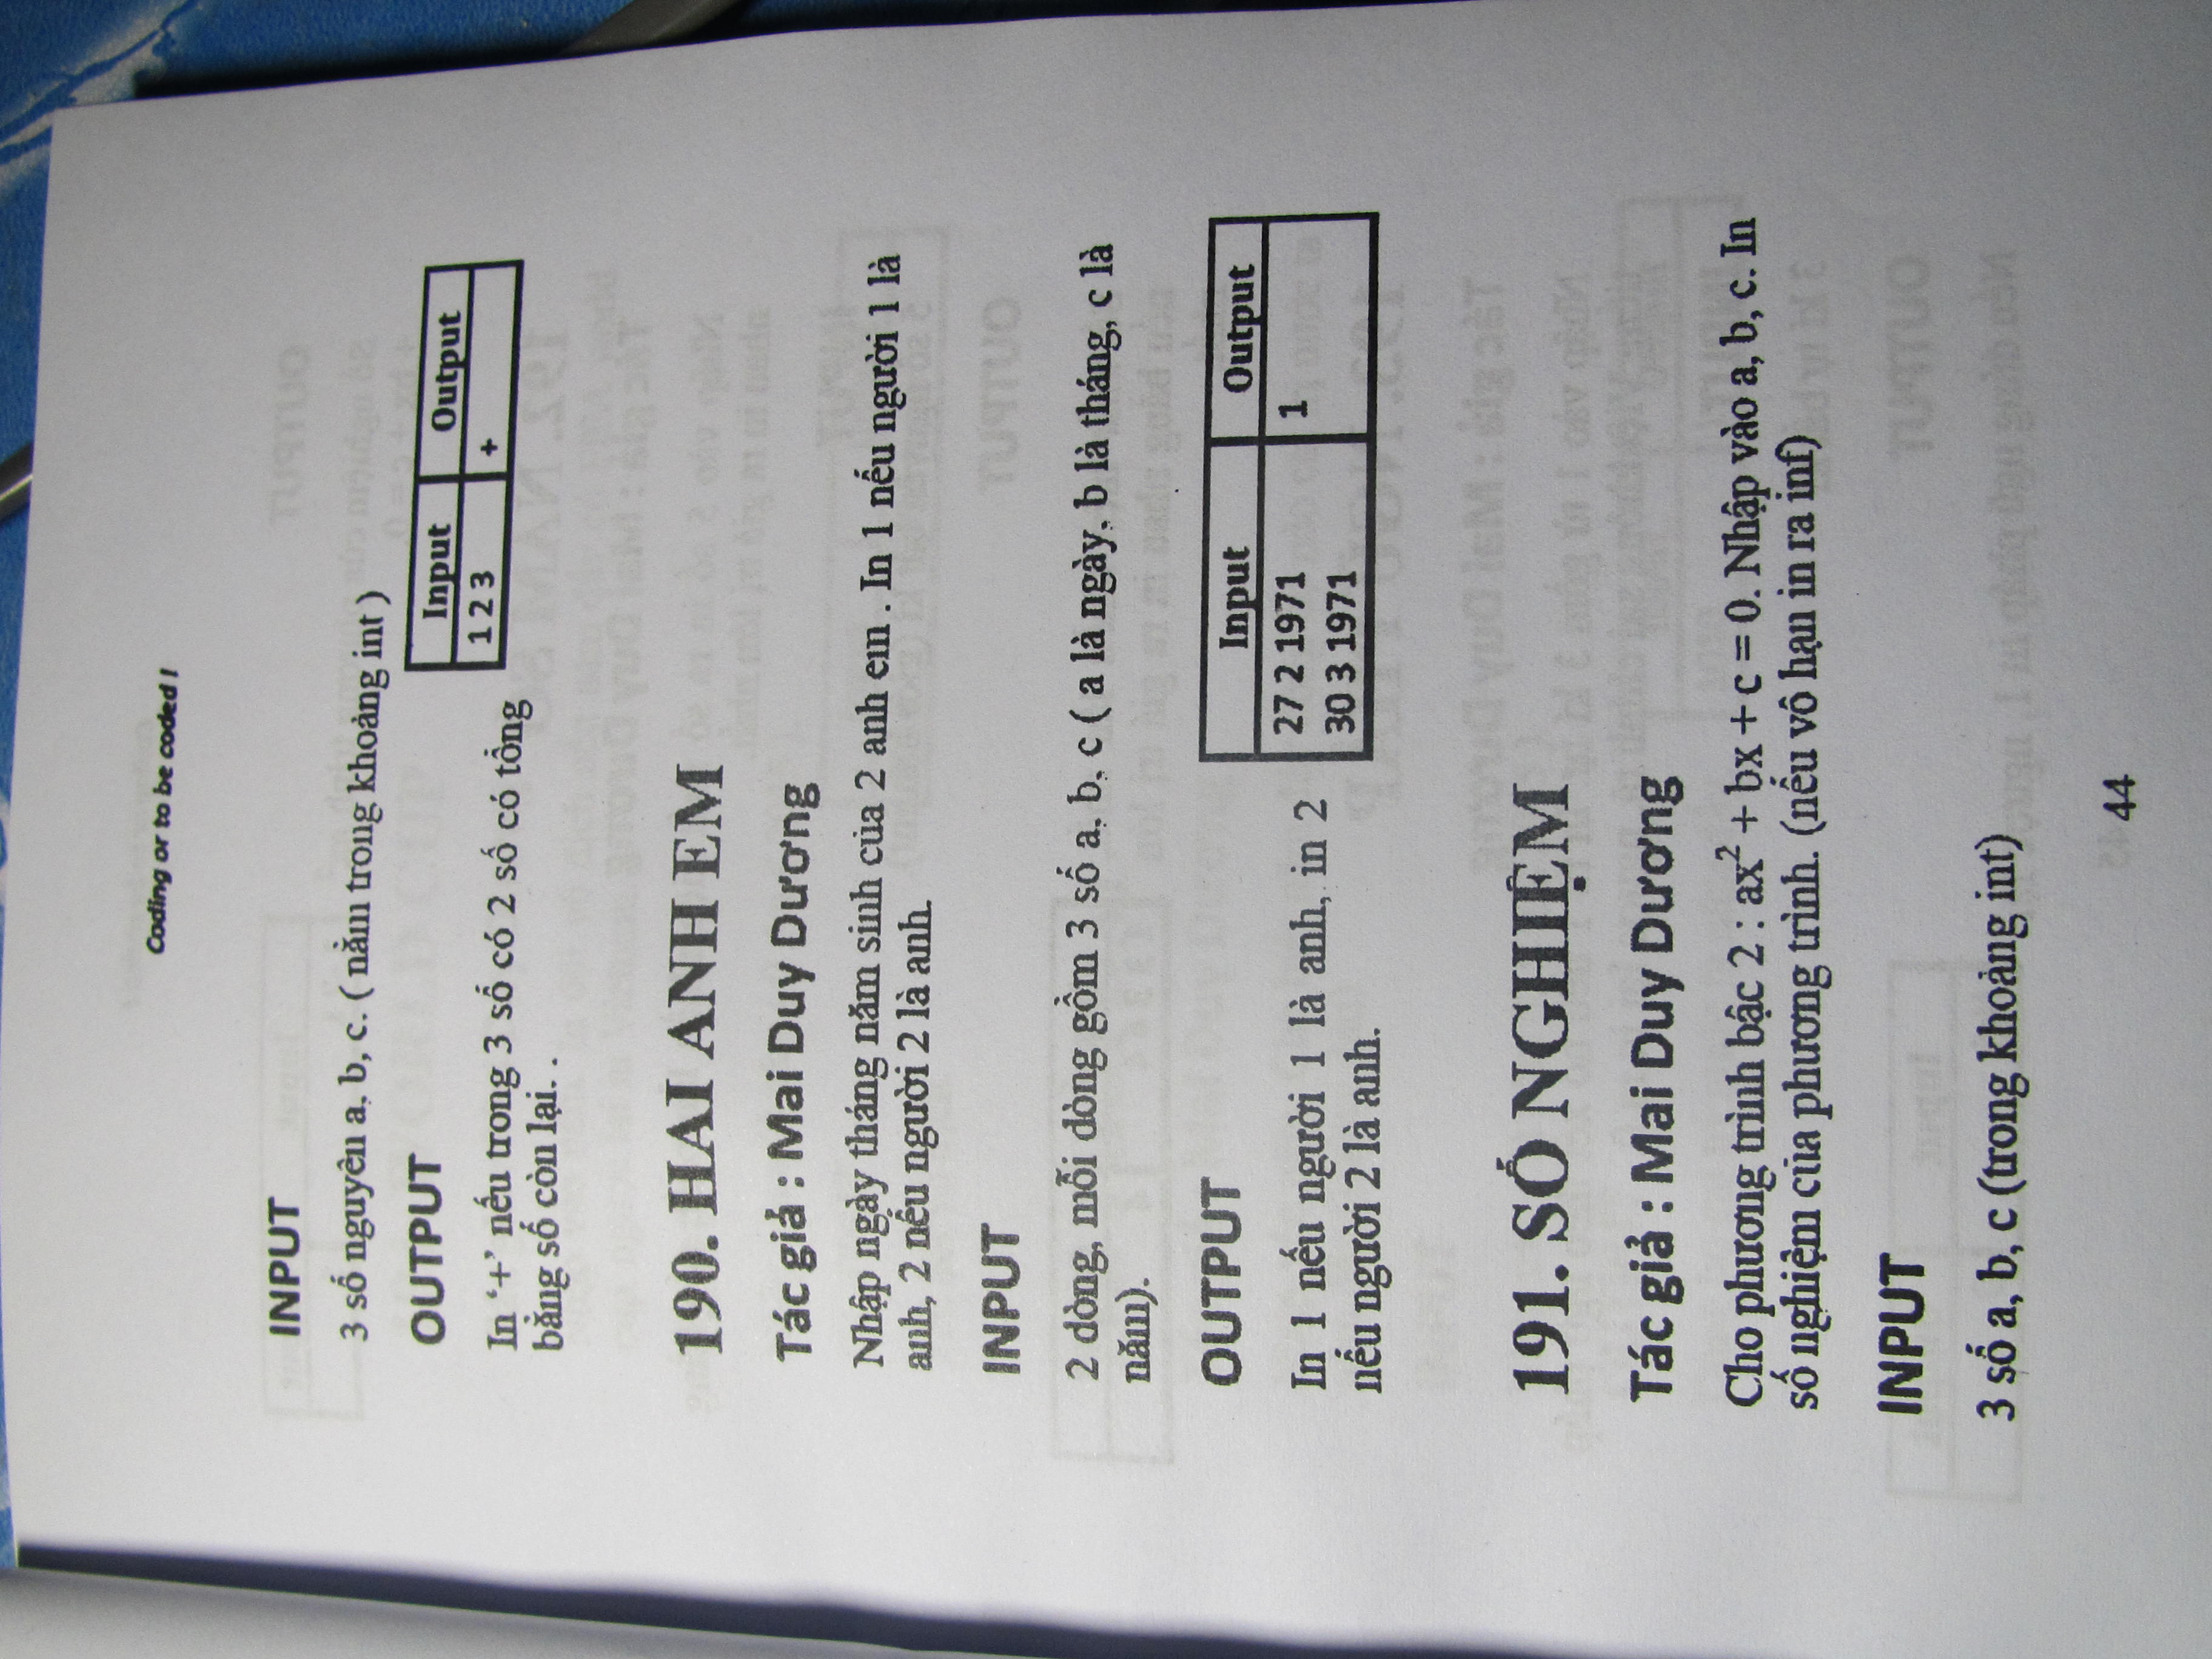 Coding or to be coded !
INPUT
3 số nguyên a, b, c. ( nằm trong khoảng int )
OUTPUT
In ‘+’ nếu trong 3 số có 2 số có tổng
bằng số còn lại. .
Input Output
1 2 3 +
190. HAI ANH EM
Tác giả : Mai Duy Dương
Nhập ngày tháng năm sinh của 2 anh em . In 1 nếu người 1 là
anh, 2 nếu người 2 là anh.
INPUT
2 dòng, mỗi dòng gồm 3 số a, b, c ( a là ngày, b là tháng, c là
năm).
OUTPUT
In 1 nếu người 1 là anh, in 2
nếu người 2 là anh.
Input Output
27 2 1971 1
30 3 1971
191. SỐ NGHIỆM
Tác giả : Mai Duy Dương
Cho phương trình bậc 2 : ax² + bx + c = 0. Nhập vào a, b, c. In
số nghiệm của phương trình. (nếu vô hạn in ra inf)
INPUT
3 số a, b, c (trong khoảng int)
44